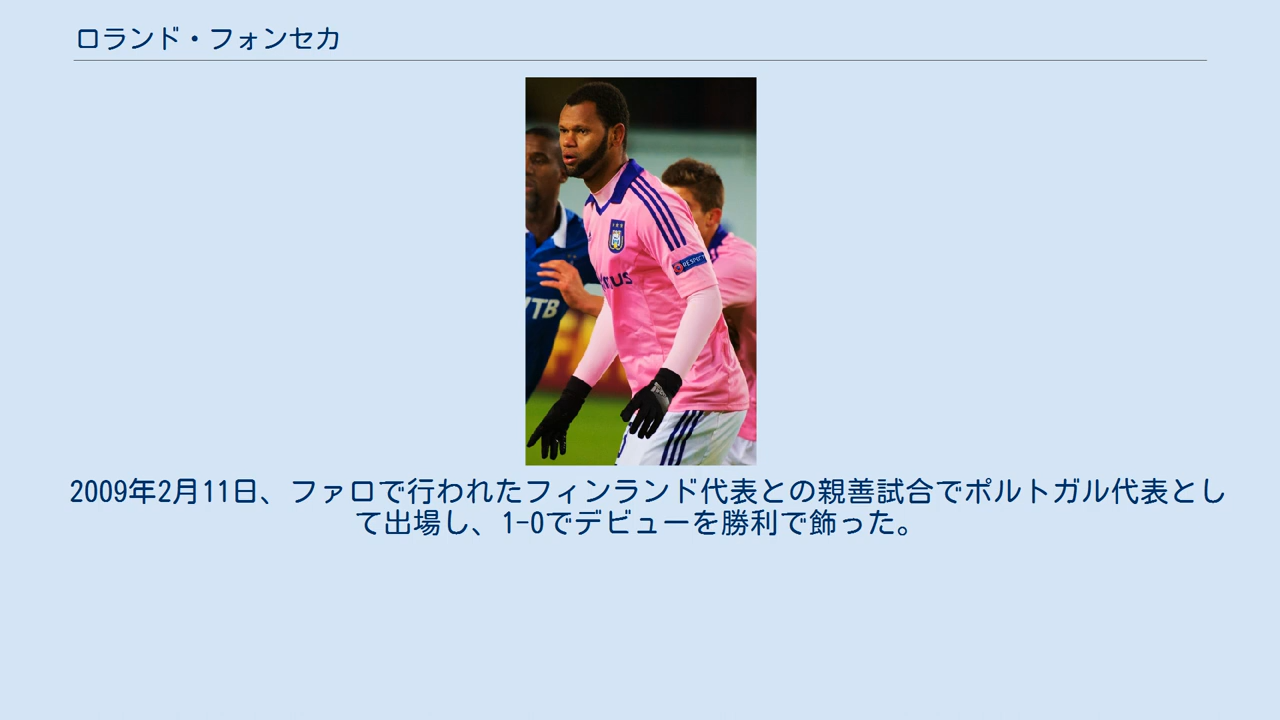 ロランド・フォンセカ
RESPECT
VTB
2009年2月11日、ファロで行われたフィンランド代表との親善試合でポルトガル代表とし
て出場し、1-0でデビューを勝利で飾った。